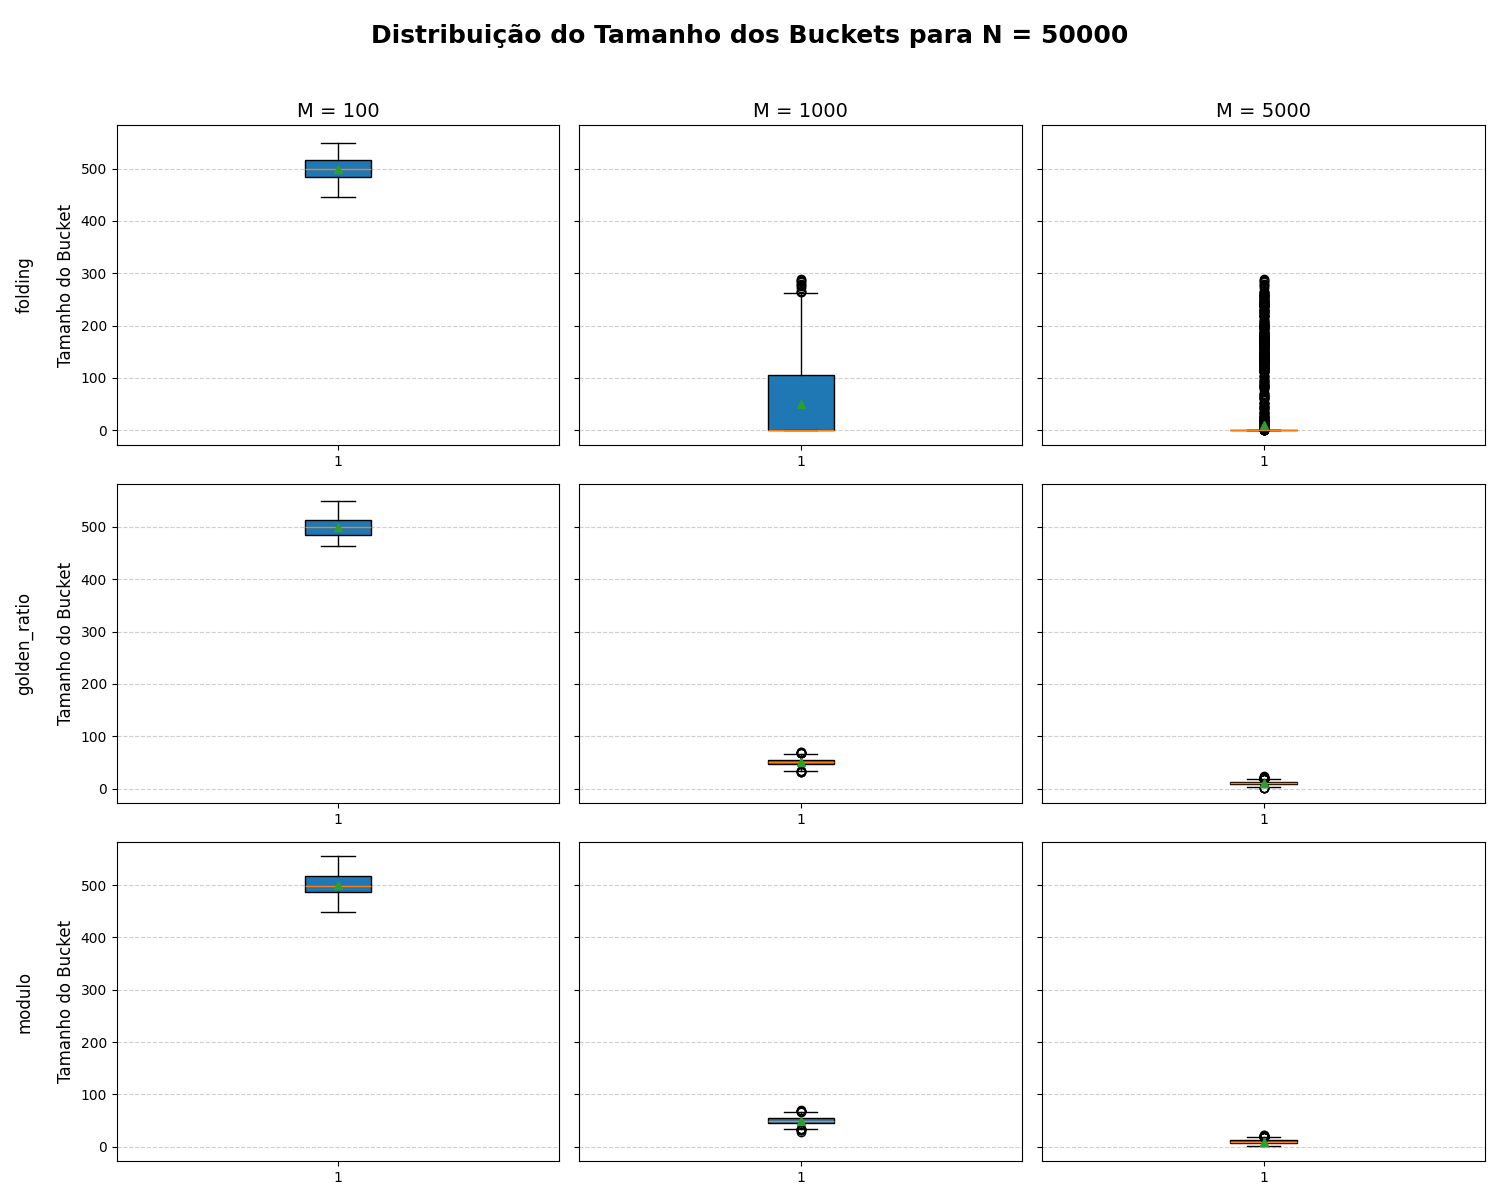 Distribuição do Tamanho dos Buckets para N = 50000
M = 100
M = 1000
M = 5000
folding
Tamanho do Bucket
500
400
300
200
100
0
1
1
1
golden_ratio
Tamanho do Bucket
500
400
300
200
100
0
1
1
1
modulo
Tamanho do Bucket
500
400
300
200
100
0
1
1
1